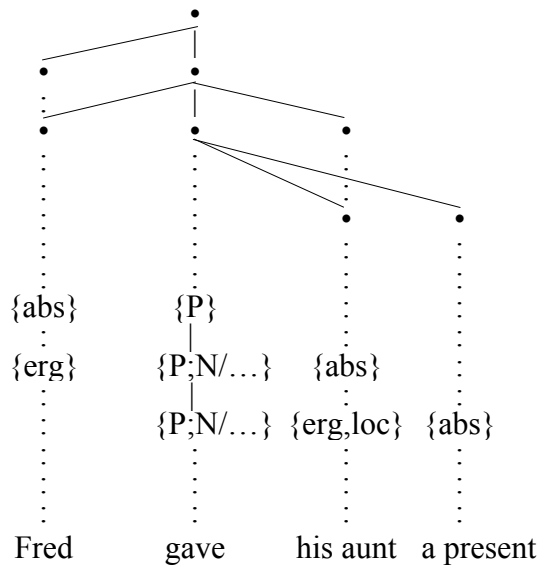 {abs} {P}
{erg} {P;N/…} {abs}
{P;N/…} {erg,loc} {abs}
Fred gave his aunt a present